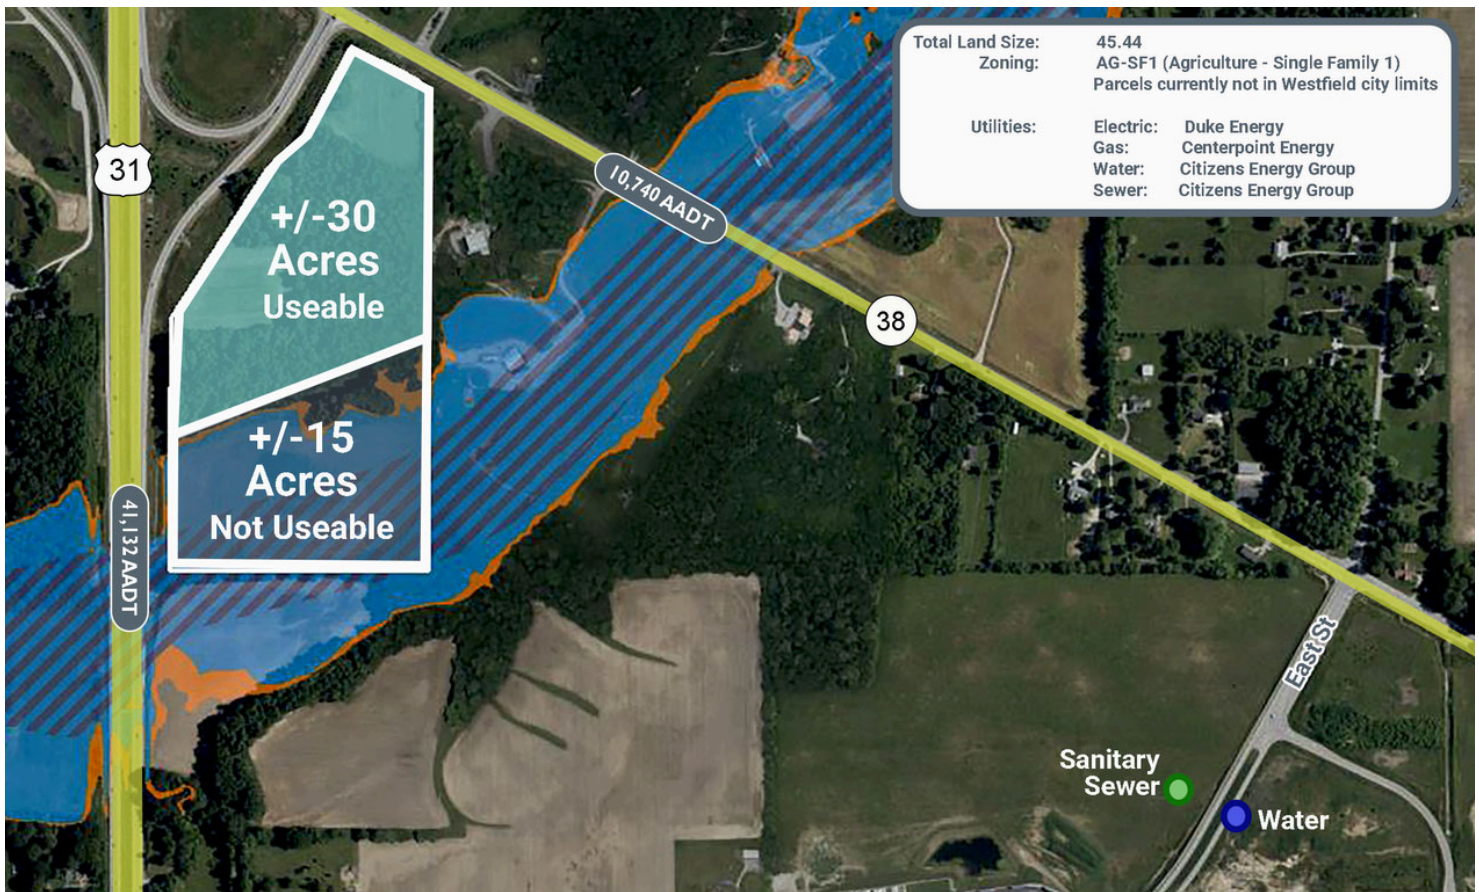 Total Land Size: 45.44
Zoning: AG-SF1 (Agriculture - Single Family 1)
Parcels currently not in Westfield city limits
Utilities: Electric: Duke Energy
Gas: Centerpoint Energy
Water: Citizens Energy Group
Sewer: Citizens Energy Group
31
10,740 AADT
+/-30
Acres
Useable
38
+/-15
Acres
Not Useable
41,132 AADT
East St
Sanitary
Sewer
Water